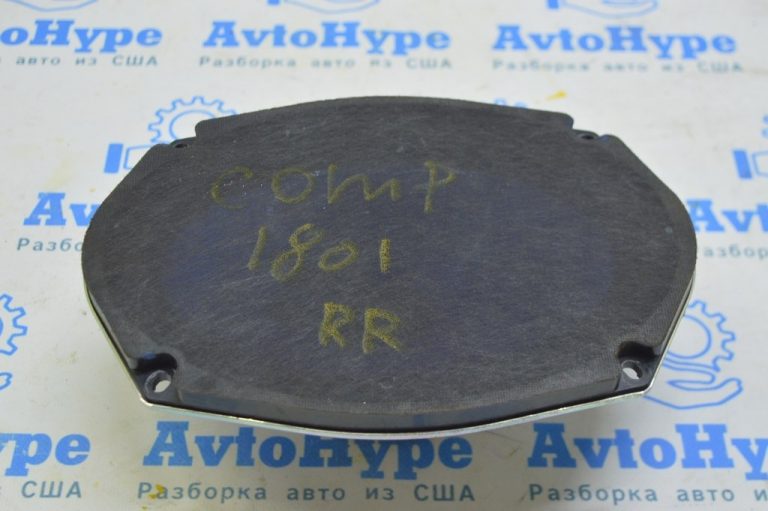 AvtoHype AvtoHype AvtoHype
Разборка авто из США Разборка авто из США Разборка авто из США
COMP
1801
RR
AvtoHype AvtoHype AvtoHype
Разборка авто из США Разборка авто из США